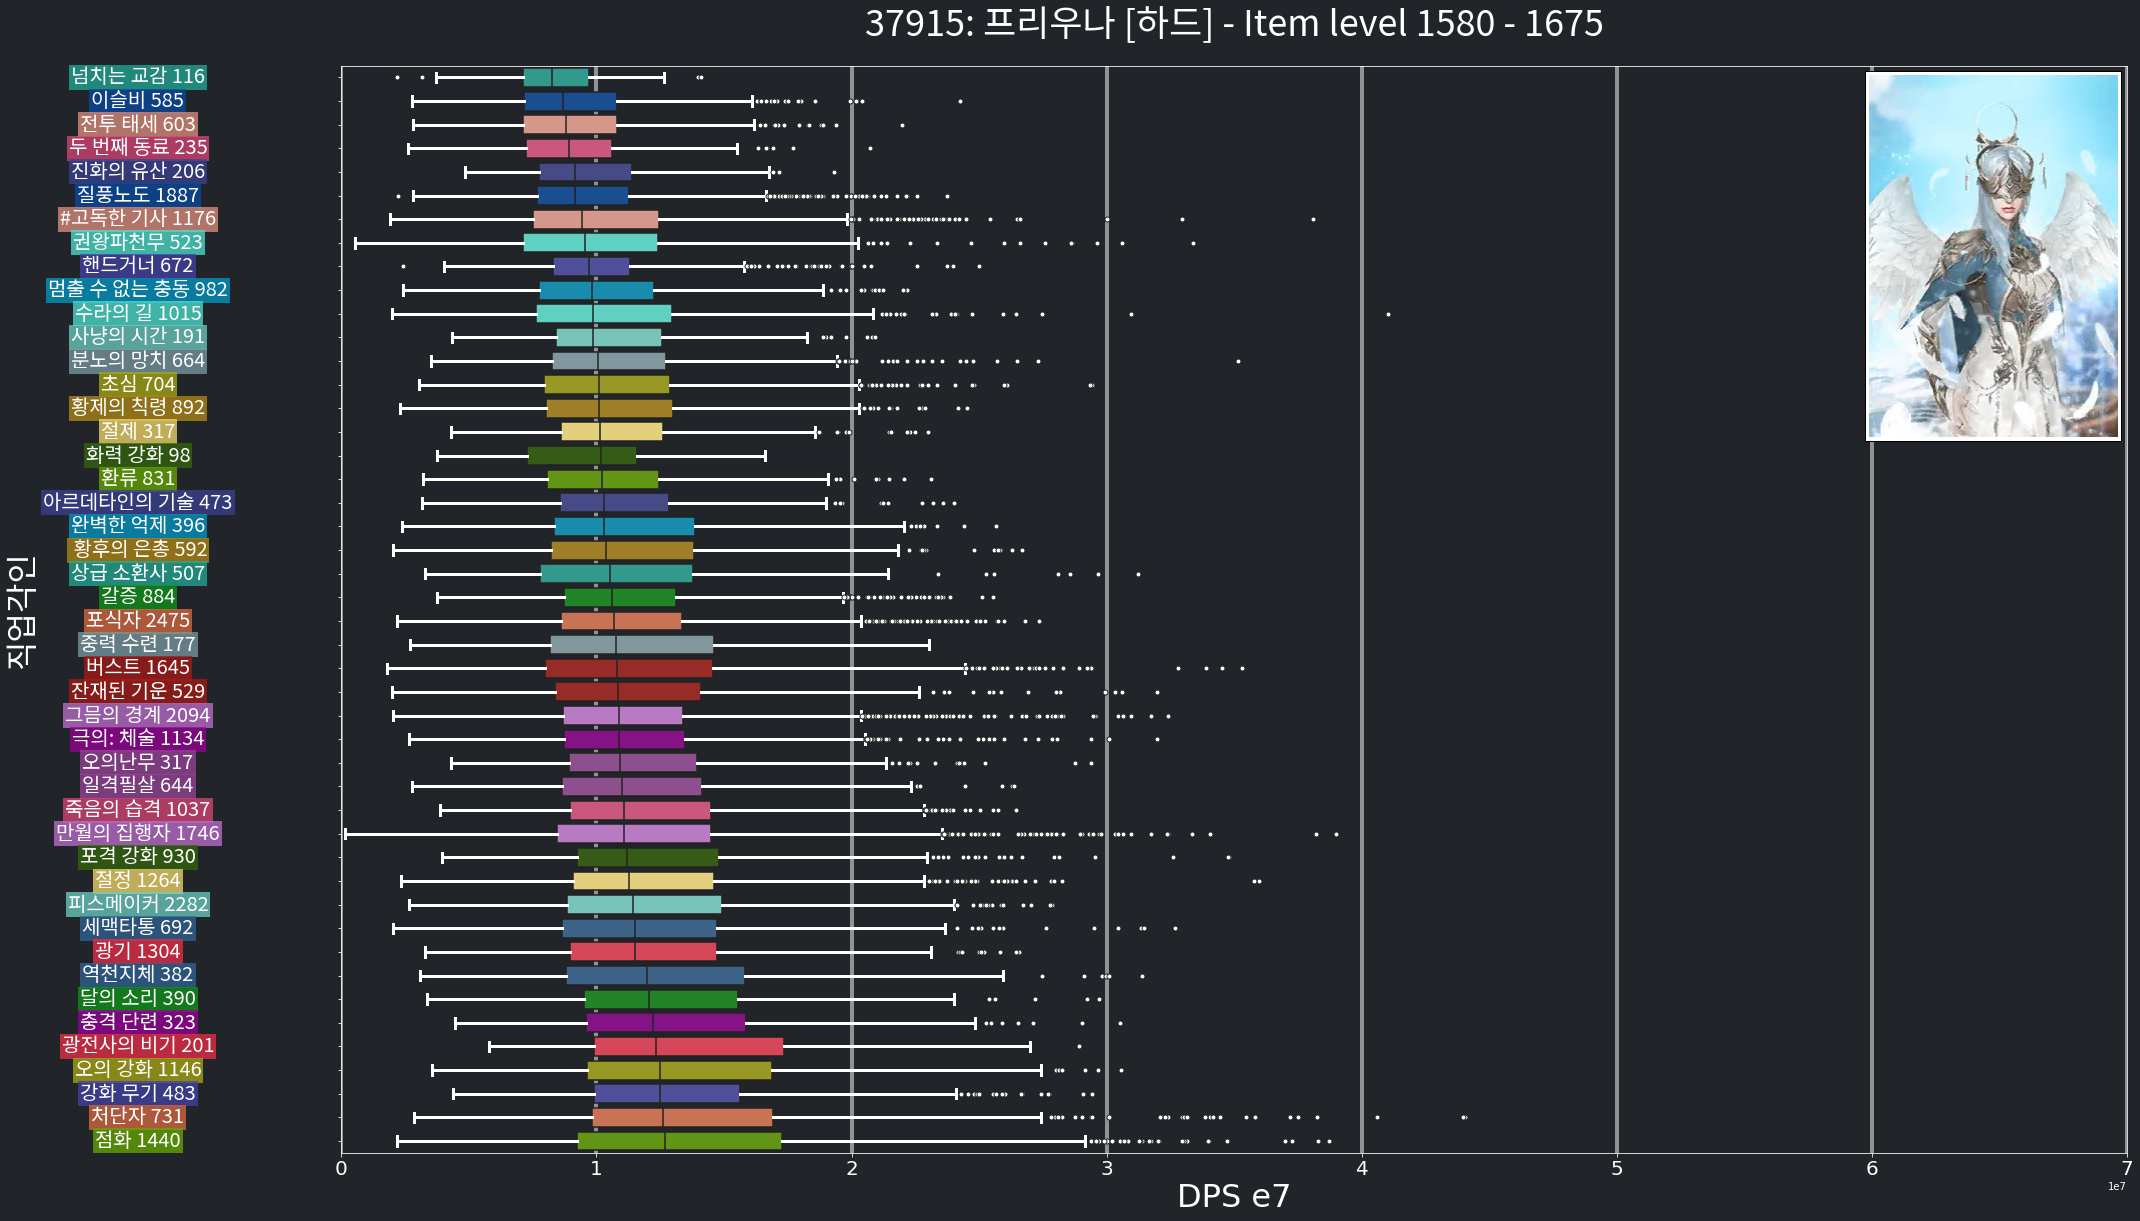 37915: 프리우나 [하드] - Item level 1580 - 1675
넘치는 교감 116
이슬비 585
전투 태세 603
두 번째 동료 235
진화의 유산 206
질풍노도 1887
#고독한 기사 1176
권왕파천무 523
핸드거너 672
멈출 수 없는 충동 982
수라의 길 1015
사냥의 시간 191
분노의 망치 664
초심 704
황제의 칙령 892
절제 317
화력 강화 98
환류 831
아르데타인의 기술 473
완벽한 억제 396
황후의 은총 592
상급 소환사 507
갈증 884
포식자 2475
중력 수련 177
버스트 1645
잔재된 기운 529
그믐의 경계 2094
극의: 체술 1134
오의난무 317
일격필살 644
죽음의 습격 1037
만월의 집행자 1746
포격 강화 930
절정 1264
피스메이커 2282
세맥타통 692
광기 1304
역천지체 382
달의 소리 390
충격 단련 323
광전사의 비기 201
오의 강화 1146
강화 무기 483
처단자 731
점화 1440
직업각인
0 1 2 3 4 5 6 7
DPS e7
1e7